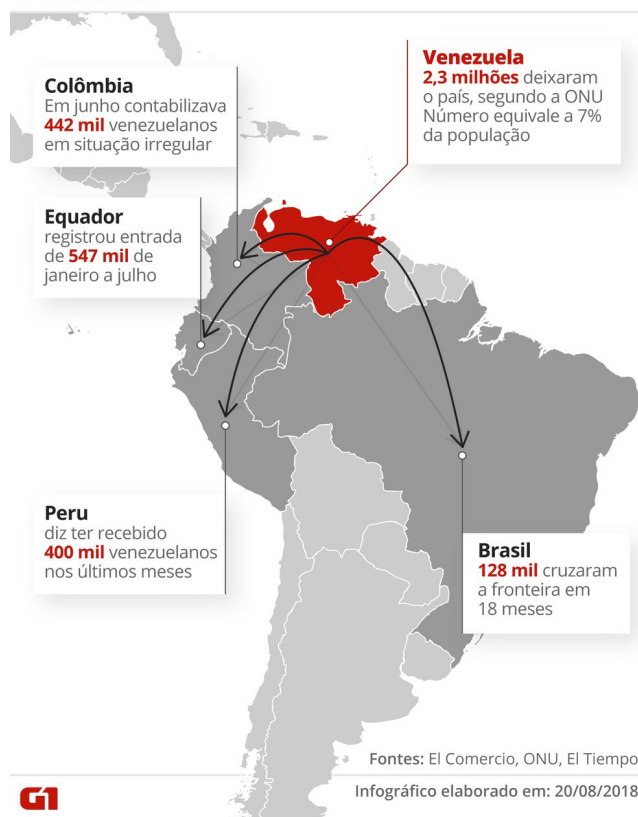 Colômbia
Em junho contabilizava
442 mil venezuelanos
em situação irregular
Venezuela
2,3 milhões deixaram
o país, segundo a ONU
Número equivale a 7%
da população
Equador
registrou entrada
de 547 mil de
janeiro a julho
Peru
diz ter recebido
400 mil venezuelanos
nos últimos meses
Brasil
128 mil cruzaram
a fronteira em
18 meses
Fontes: El Comercio, ONU, El Tiempo
G1
Infográfico elaborado em: 20/08/2018